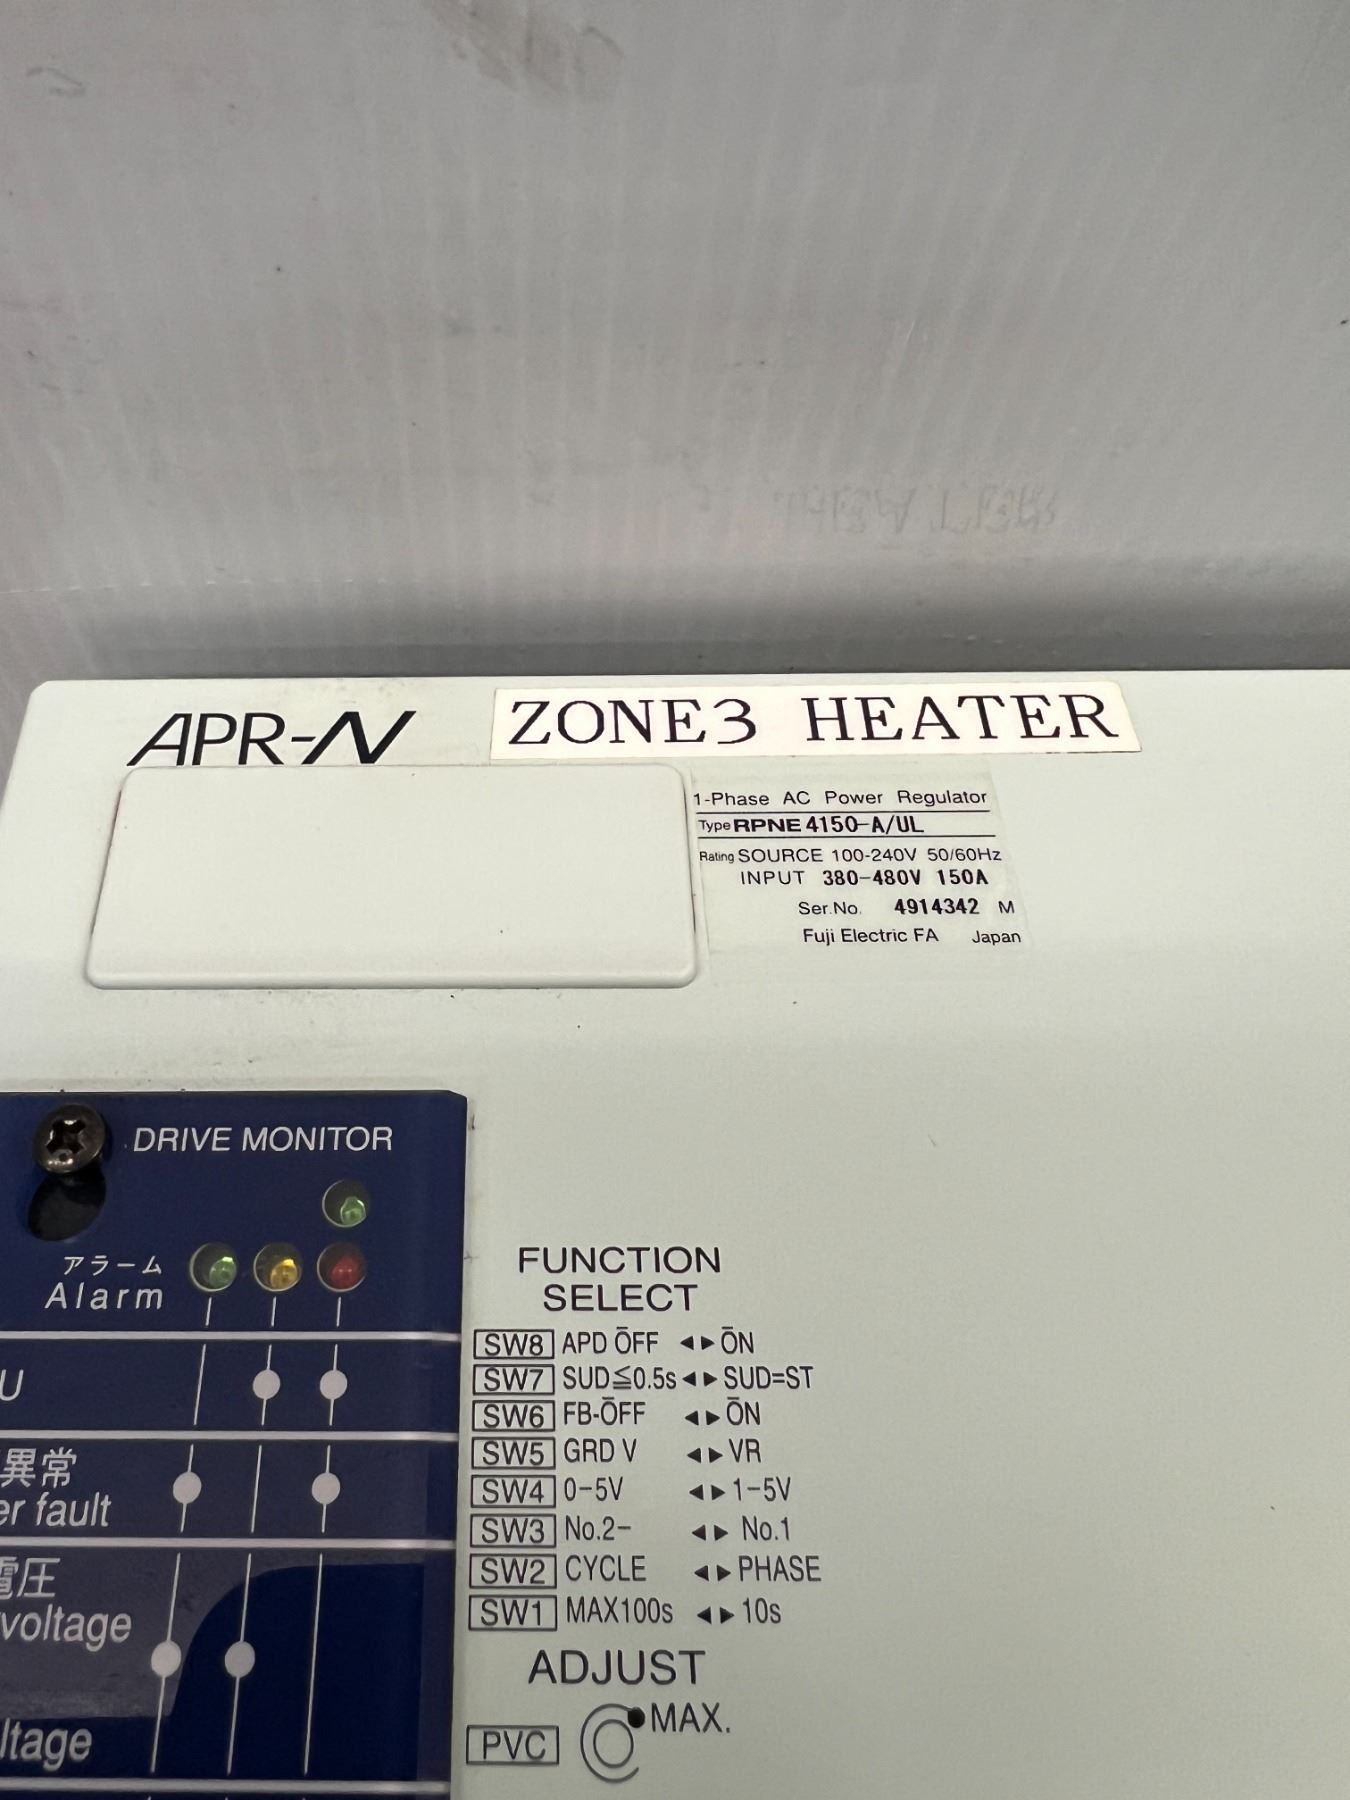 APR-N
ZONE3 HEATER
1-Phase AC Power Regulator
Type RPNE 4150-A/UL
Rating SOURCE 100-240V 50/60Hz
INPUT 380-480V 150A
Ser.No. 4914342 M
Fuji Electric FA Japan
DRIVE MONITOR
アラーム
Alarm
U
異常
er fault
電圧
voltage
ltage
FUNCTION
SELECT
SW8 APD ŌFF ◄► ŌN
SW7 SUD≦0.5s ◄► SUD=ST
SW6 FB-ŌFF ◄► ŌN
SW5 GRD V ◄► VR
SW4 0-5V ◄► 1-5V
SW3 No.2- ◄► No.1
SW2 CYCLE ◄► PHASE
SW1 MAX100s ◄► 10s
ADJUST
PVC MAX.